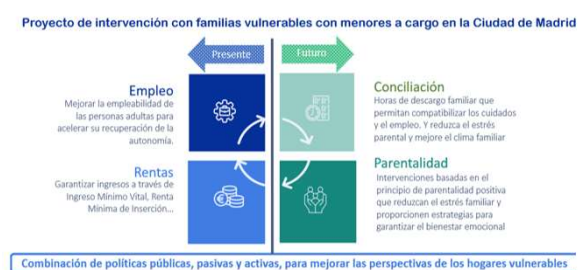 Proyecto de intervención con familias vulnerables con menores a cargo en la Ciudad de Madrid
Presente
Futuro
Empleo
Mejorar la empleabilidad de
las personas adultas para
acelerar su recuperación de la
autonomía.
Conciliación
Horas de descargo familiar que
permitan compatibilizar los cuidados
y el empleo. Y reduzca el estrés
parental y mejore el clima familiar
Rentas
Garantizar ingresos a través de
Ingreso Mínimo Vital, Renta
Mínima de Inserción...
Parentalidad
Intervenciones basadas en el
principio de parentalidad positiva
que reduzcan el estrés familiar y
proporcionen estrategias para
garantizar el bienestar emocional
Combinación de políticas públicas, pasivas y activas, para mejorar las perspectivas de los hogares vulnerables